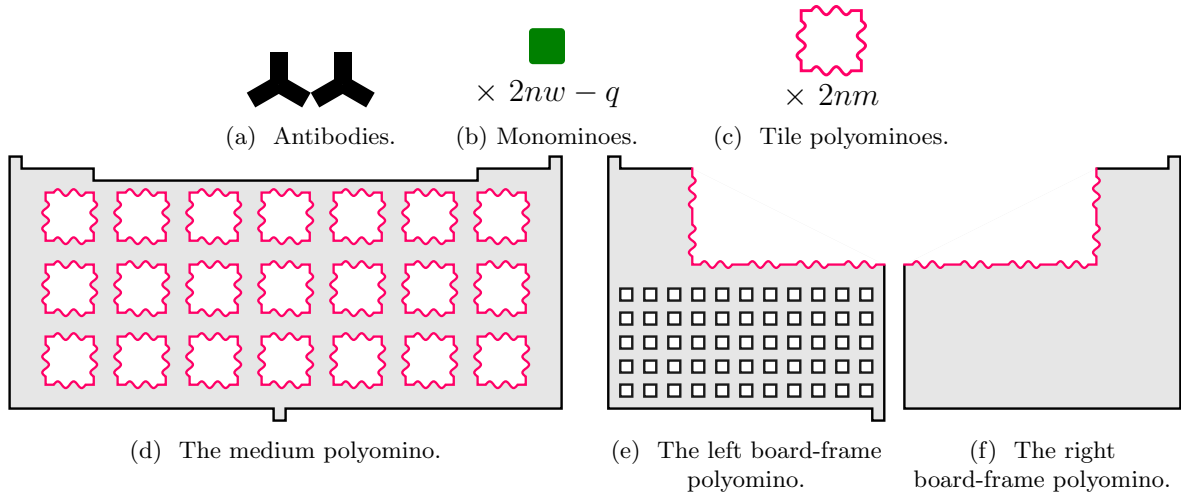 × 2nw − q
× 2nm
(a) Antibodies.
(b) Monominoes.
(c) Tile polyominoes.
(d) The medium polyomino.
(e) The left board-frame
polyomino.
(f) The right
board-frame polyomino.